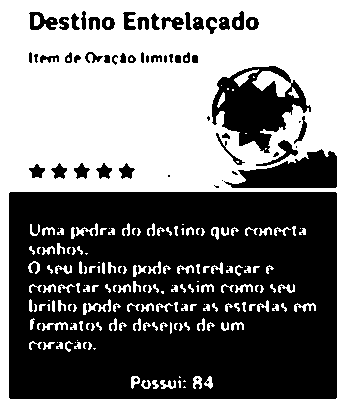 Destino Entrelaçado
Item de Oração limitada
Uma pedra do destino que conecta
sonhos.
O seu brilho pode entrelaçar e
conectar sonhos, assim como seu
brilho pode conectar as estrelas em
formatos de desejos de um
coração.
Possui: 84